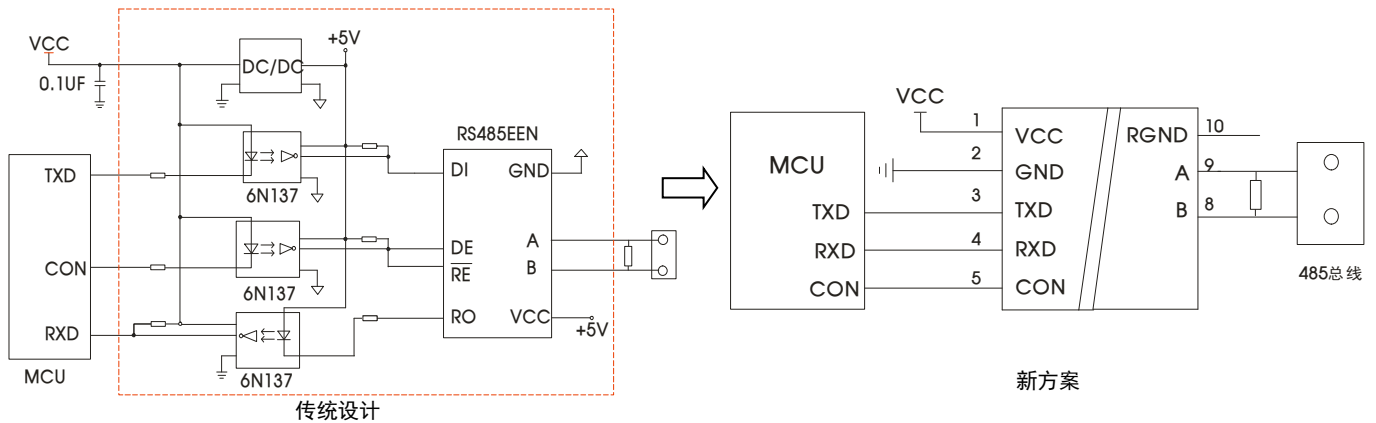 VCC
0.1UF
DC/DC
+5V
TXD
CON
RXD
MCU
6N137
6N137
6N137
RS485EEN
DI
GND
DE
A
RE
B
RO
VCC
+5V
传统设计
MCU
TXD
RXD
CON
VCC
1
2
3
4
5
VCC
GND
TXD
RXD
CON
RGND
A
B
10
9
8
485总线
新方案